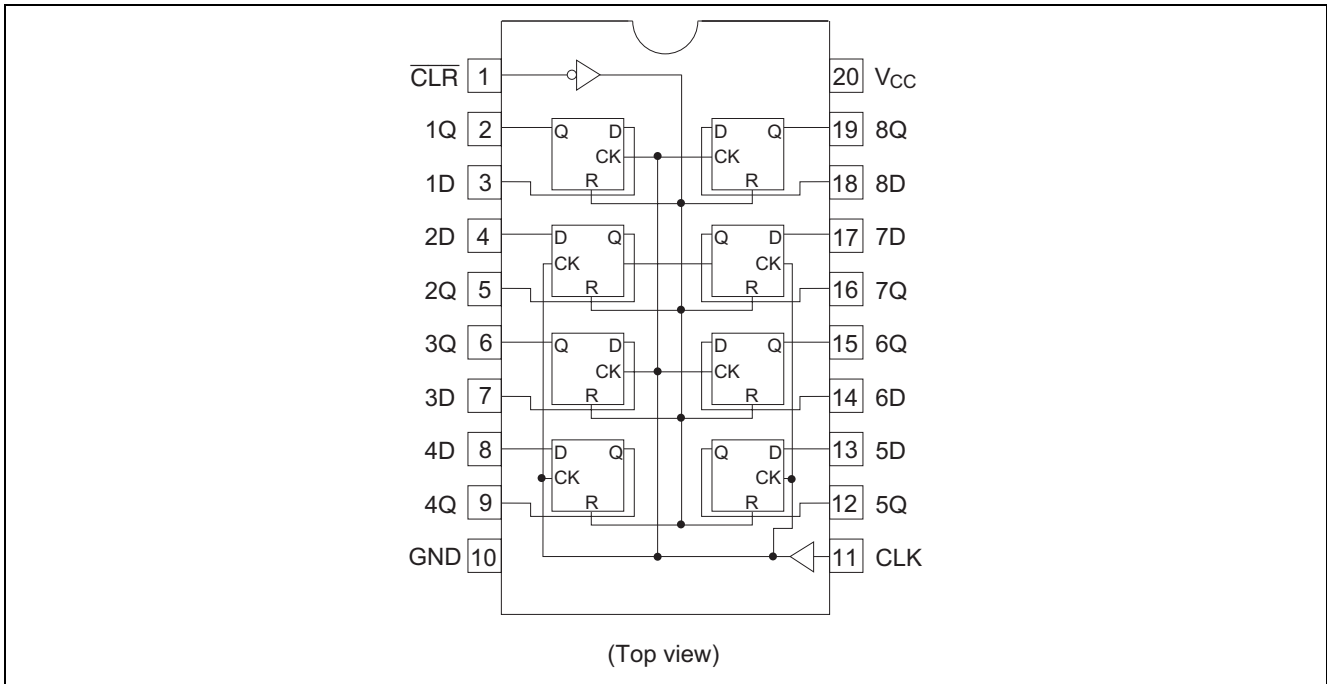 CLR 1 20 VCC
1Q 2 Q D D Q 19 8Q
CK CK
1D 3 R R 18 8D
2D 4 D Q Q D 17 7D
CK CK
2Q 5 R R 16 7Q
3Q 6 Q D D Q 15 6Q
CK CK
3D 7 R R 14 6D
4D 8 D Q Q D 13 5D
CK CK
4Q 9 R R 12 5Q
GND 10 11 CLK
(Top view)